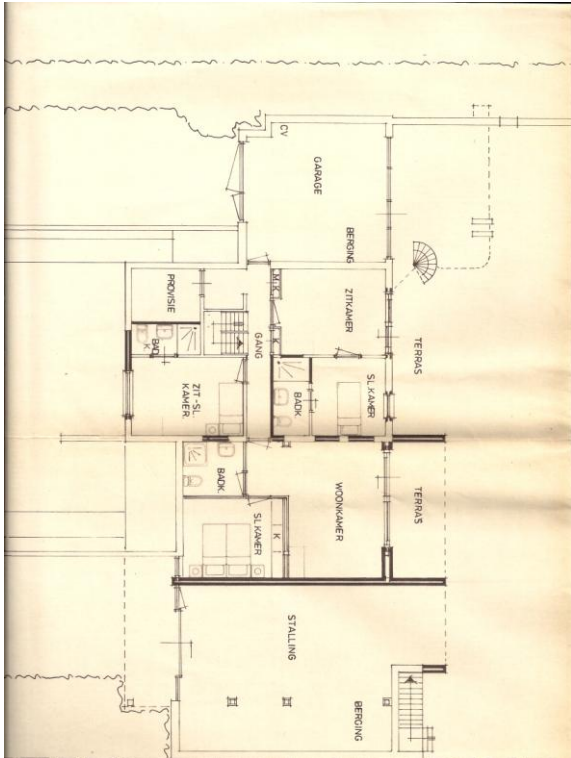 CV
GARAGE
BERGING
PROVISIE
M.K.
ZITKAMER
GANG
K
TERRAS
BADK.
K
ZIT-SL.
KAMER
BADK.
SL.KAMER
BADK.
SL.KAMER
K
WOONKAMER
TERRAS
STALLING
BERGING